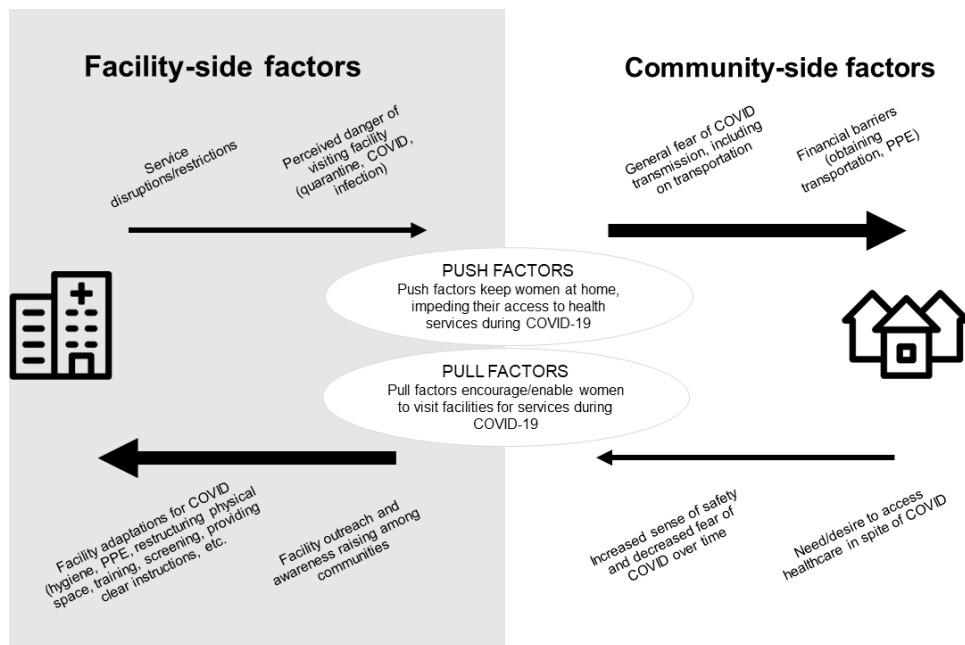 Facility-side factors
Community-side factors
Service
disruptions/restrictions
Perceived danger of
visiting facility
(quarantine, COVID,
infection)
General fear of COVID
transmission, including
on transportation
Financial barriers
(obtaining
transportation, PPE)
PUSH FACTORS
Push factors keep women at home,
impeding their access to health
services during COVID-19
PULL FACTORS
Pull factors encourage/enable women
to visit facilities for services during
COVID-19
Facility adaptations for COVID
(hygiene, PPE, restructuring physical
space, training, screening, providing
clear instructions, etc.
Facility outreach and
awareness raising among
communities
Increased sense of safety
and decreased fear of
COVID over time
Need/desire to access
healthcare in spite of COVID